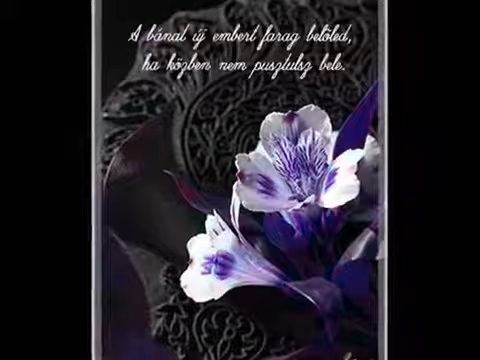 A bánat új embert farag belőled,
ha közben nem pusztulsz bele.